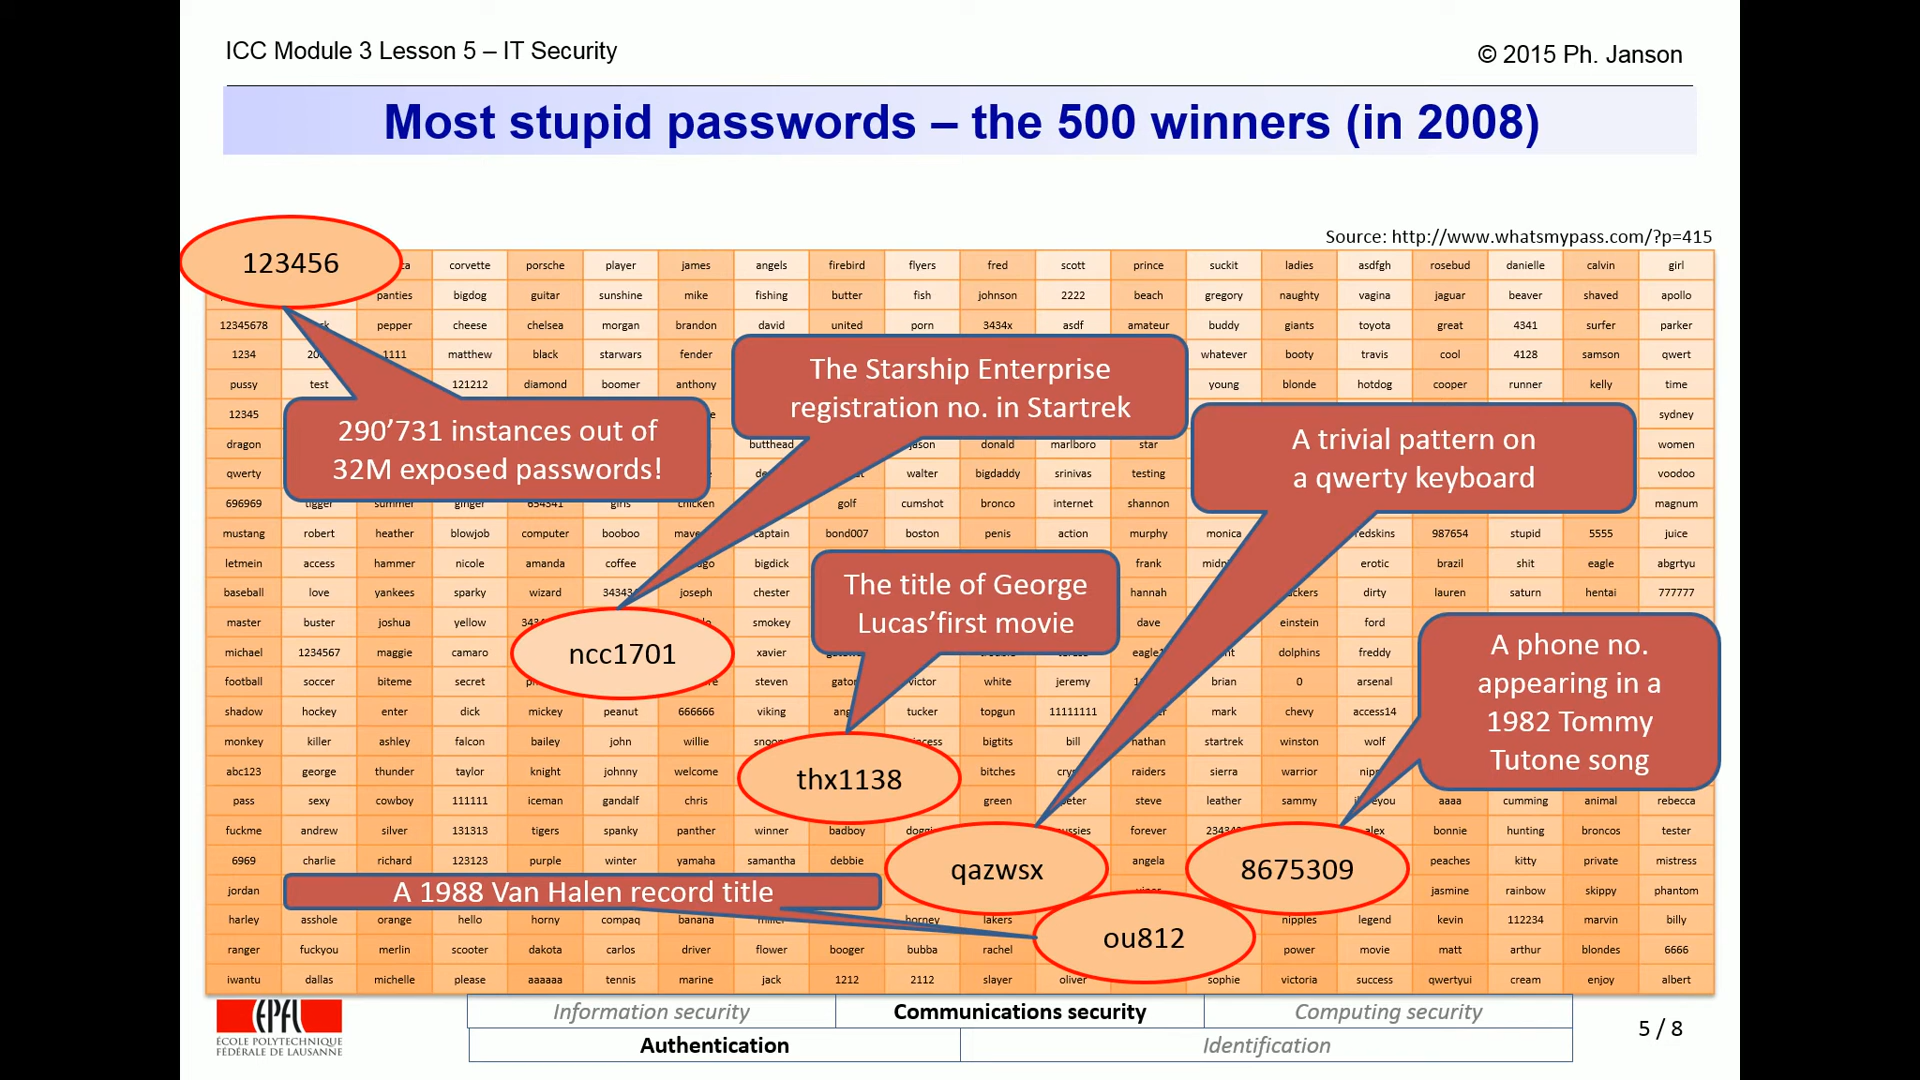 ICC Module 3 Lesson 5 – IT Security
© 2015 Ph. Janson
Most stupid passwords – the 500 winners (in 2008)
Source: http://www.whatsmypass.com/?p=415
123456 corvette porsche player james angels firebird flyers fred scott prince suckit ladies asdfgh rosebud danielle calvin girl
panties bigdog guitar sunshine mike fishing butter fish johnson 2222 beach gregory naughty vagina jaguar beaver shaved apollo
12345678 pepper cheese chelsea morgan brandon david united porn 3434x asdf amateur buddy giants toyota great 4341 surfer parker
1234 1111 matthew black starwars fender whatever booty travis cool 4128 samson qwert
pussy test 121212 diamond boomer anthony young blonde hotdog cooper runner kelly time
The Starship Enterprise
registration no. in Startrek
12345 sydney
290’731 instances out of
32M exposed passwords!
A trivial pattern on
a qwerty keyboard
dragon butthead jason donald marlboro star women
qwerty walter bigdaddy srinivas testing voodoo
696969 tigger summer ginger 654541 girls chicken golf cumshot bronco internet shannon magnum
mustang robert heather blowjob computer booboo captain bond007 boston penis action murphy monica redskins 987654 stupid 5555 juice
letmein access hammer nicole amanda coffee bigdick frank erotic brazil shit eagle abgrtyu
baseball love yankees sparky wizard joseph chester hannah dirty lauren saturn hentai 777777
The title of George
Lucas’first movie
master buster joshua yellow smokey dave einstein ford
michael 1234567 maggie camaro ncc1701 xavier dolphins freddy
A phone no.
appearing in a
1982 Tommy
Tutone song
football soccer biteme secret steven victor white jeremy brian 0 arsenal
shadow hockey enter dick mickey peanut 666666 viking tucker topgun 11111111 mark chevy access14
monkey killer ashley falcon bailey john willie bigtits bill nathan startrek winston wolf
abc123 george thunder taylor knight johnny welcome thx1138 bitches raiders sierra warrior
pass sexy cowboy 111111 iceman gandalf chris green steve leather sammy aaaa cumming animal rebecca
fuckme andrew silver 131313 tigers spanky panther winner badboy forever alex bonnie hunting broncos tester
6969 charlie richard 123123 purple winter yamaha samantha debbie qazwsx angela 8675309 peaches kitty private mistress
jordan jasmine rainbow skippy phantom
A 1988 Van Halen record title
harley asshole orange hello horny compaq banana lakers ou812 nipples legend kevin 112234 marvin billy
ranger fuckyou merlin scooter dakota carlos driver flower booger bubba rachel power movie matt arthur blondes 6666
iwantu dallas michelle please aaaaaa tennis marine jack 1212 2112 slayer oliver sophie victoria success qwertyui cream enjoy albert
EPFL
ÉCOLE POLYTECHNIQUE
FÉDÉRALE DE LAUSANNE
Information security Communications security Computing security
Authentication Identification
5 / 8